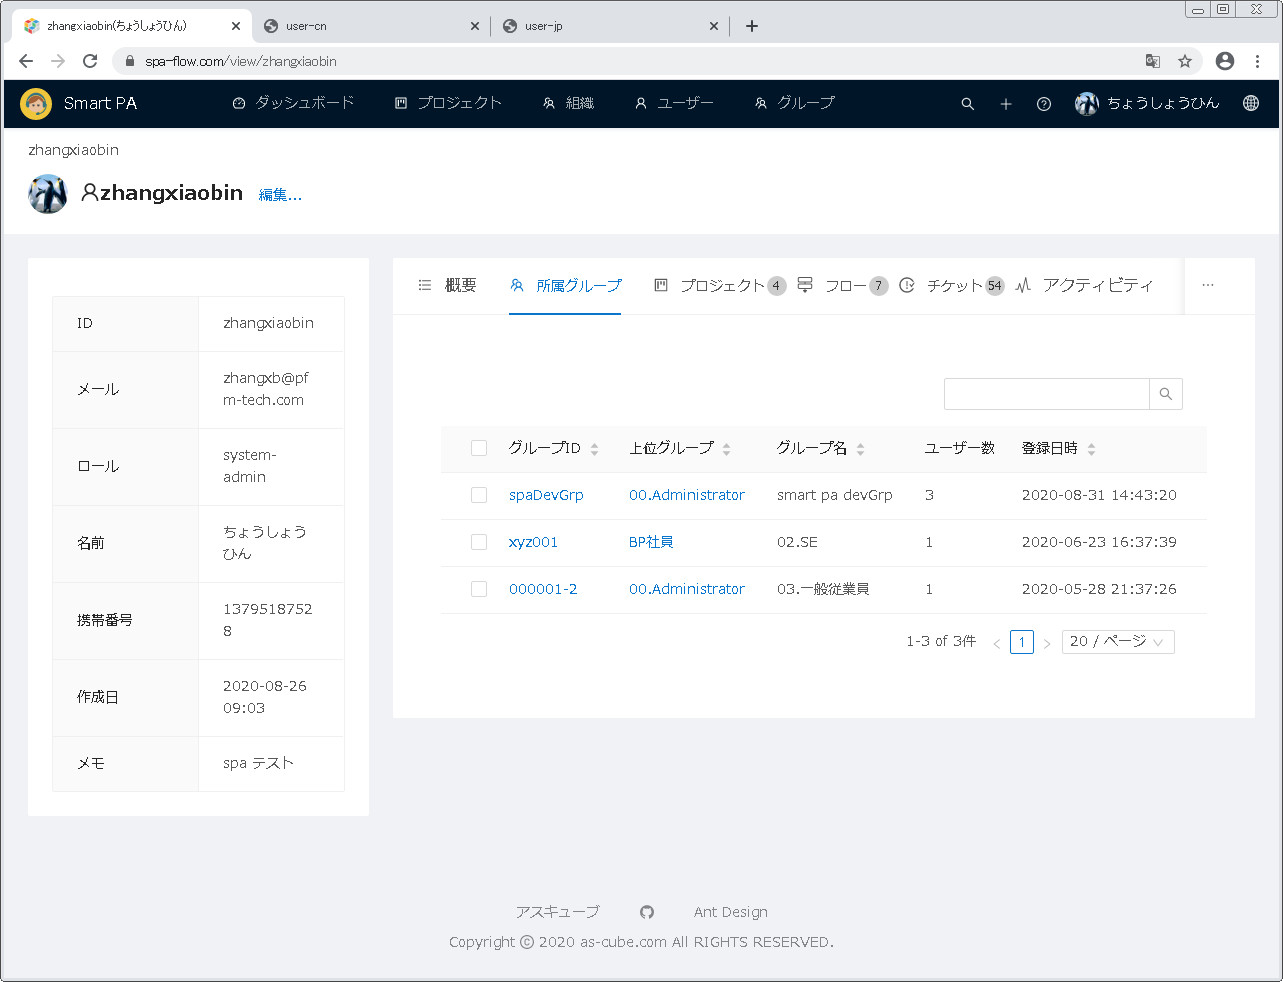 zhangxiaobin(ちょうしょうひん)
user-cn
user-jp
spa-flow.com/view/zhangxiaobin
Smart PA
ダッシュボード
プロジェクト
組織
ユーザー
グループ
ちょうしょうひん
zhangxiaobin
zhangxiaobin 編集...
概要
所属グループ
プロジェクト 4
フロー 7
チケット 54
アクティビティ
ID zhangxiaobin
メール zhangxb@pf
m-tech.com
ロール system-
admin
名前 ちょうしょう
ひん
携帯番号 1379518752
8
作成日 2020-08-26
09:03
メモ spa テスト
グループID 上位グループ グループ名 ユーザー数 登録日時
spaDevGrp 00.Administrator smart pa devGrp 3 2020-08-31 14:43:20
xyz001 BP社員 02.SE 1 2020-06-23 16:37:39
000001-2 00.Administrator 03.一般従業員 1 2020-05-28 21:37:26
1-3 of 3件 < 1 > 20 / ページ
アスキューブ Ant Design
Copyright © 2020 as-cube.com All RIGHTS RESERVED.